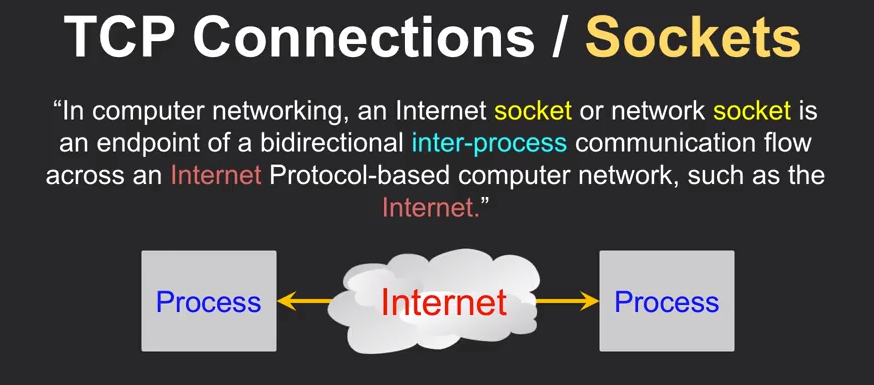 TCP Connections / Sockets
“In computer networking, an Internet socket or network socket is
an endpoint of a bidirectional inter-process communication flow
across an Internet Protocol-based computer network, such as the
Internet.”
Process
Internet
Process